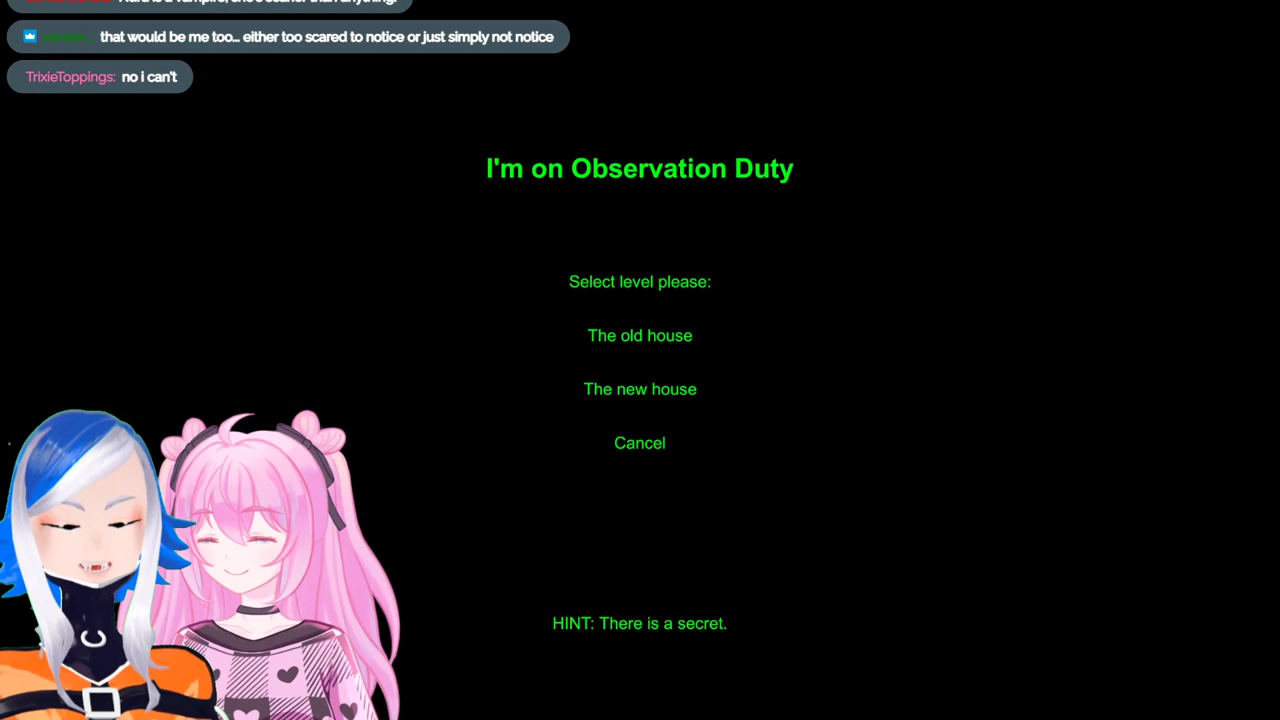 that would be me too... either too scared to notice or just simply not notice
TrixieToppings: no i can't
I'm on Observation Duty
Select level please:
The old house
The new house
Cancel
HINT: There is a secret.